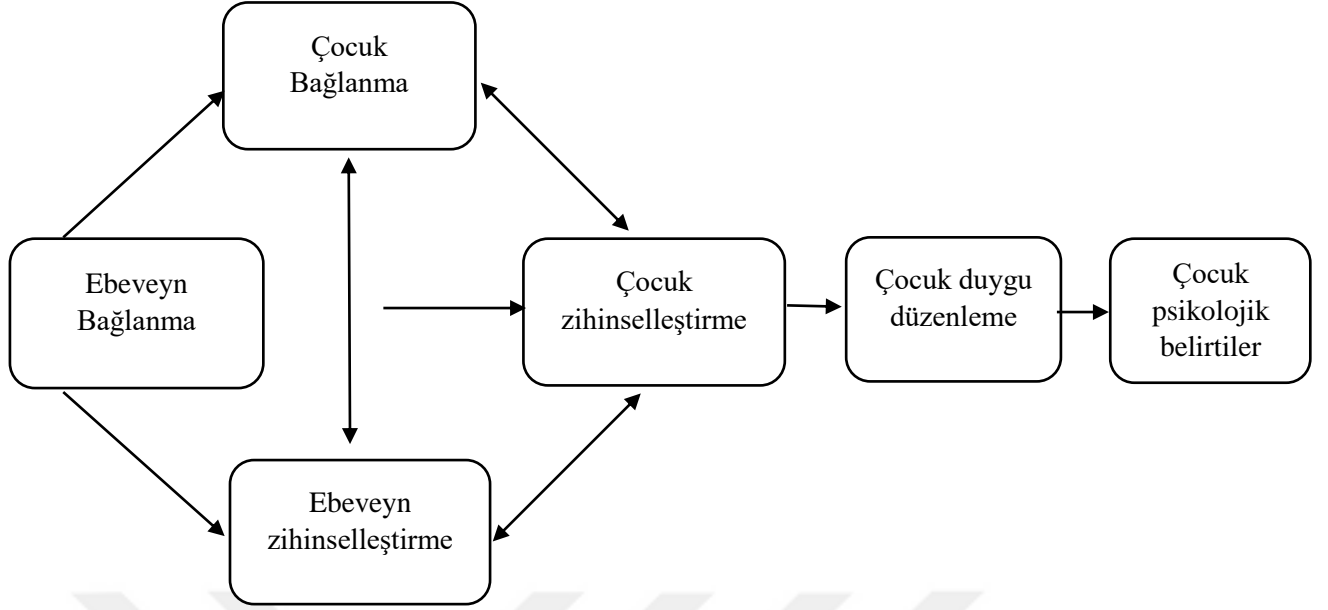 Çocuk
Bağlanma
Ebeveyn
Bağlanma
Çocuk
zihinselleştirme
Çocuk duygu
düzenleme
Çocuk
psikolojik
belirtiler
Ebeveyn
zihinselleştirme